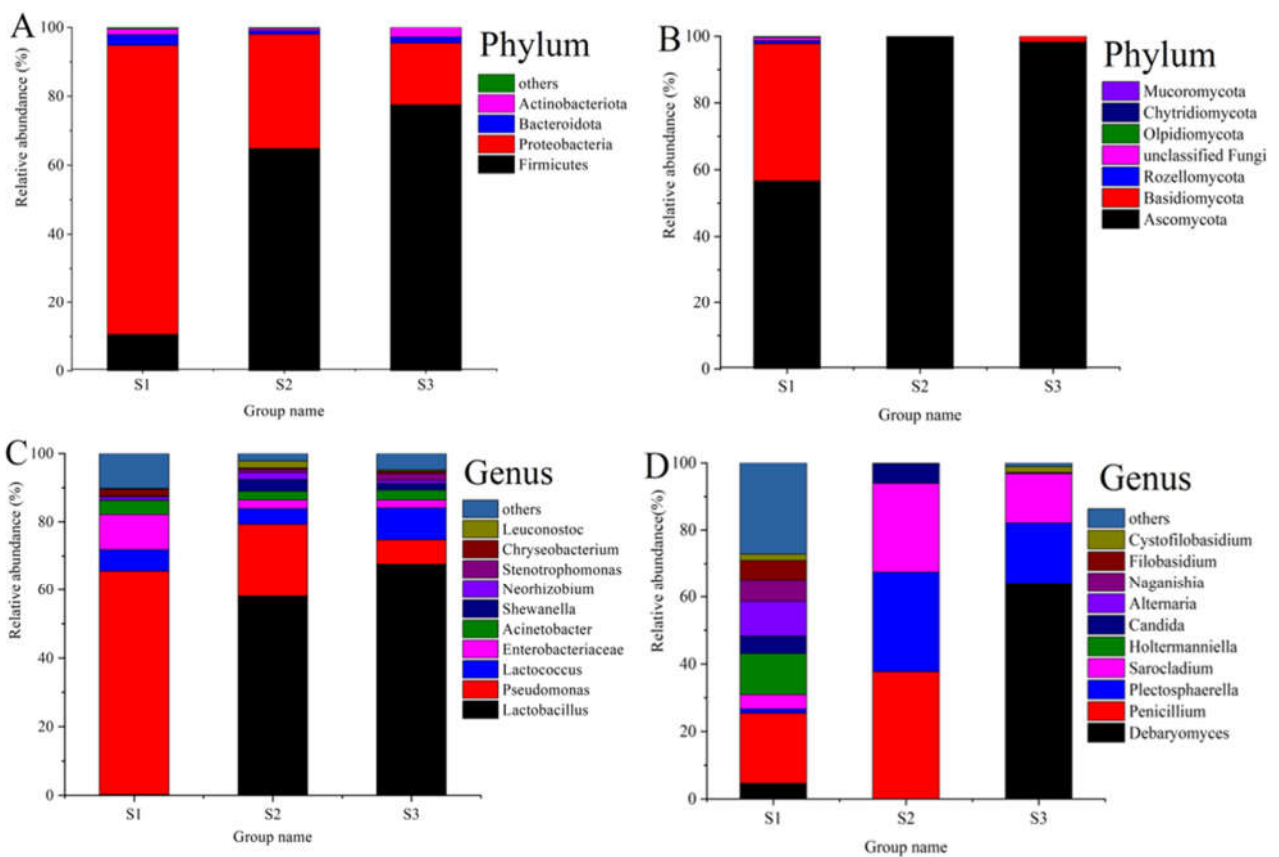 A
Relative abundance (%)
100
80
60
40
20
0
S1
S2
S3
Group name
Phylum
others
Actinobacteriota
Bacteroidota
Proteobacteria
Firmicutes
B
Relative abundance (%)
100
80
60
40
20
0
S1
S2
S3
Group name
Phylum
Mucoromycota
Chytridiomycota
Olpidiomycota
unclassified Fungi
Rozellomycota
Basidiomycota
Ascomycota
C
Relative abundance (%)
100
80
60
40
20
0
S1
S2
S3
Group name
Genus
others
Leuconostoc
Chryseobacterium
Stenotrophomonas
Neorhizobium
Shewanella
Acinetobacter
Enterobacteriaceae
Lactococcus
Pseudomonas
Lactobacillus
D
Relative abundance(%)
100
80
60
40
20
0
S1
S2
S3
Group name
Genus
others
Cystofilobasidium
Filobasidium
Naganishia
Alternaria
Candida
Holtermanniella
Sarocladium
Plectosphaerella
Penicillium
Debaryomyces